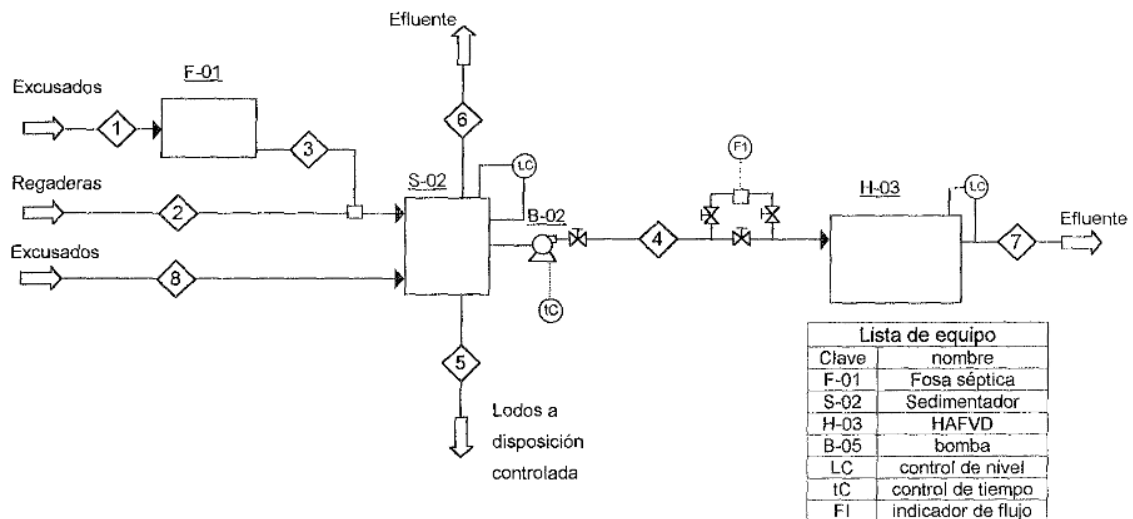 Efluente
F-01
Excusados
1
3
6
Regaderas
S-02
LC
F1
H-03
LC
2
B-02
Efluente
4
7
Excusados
8
tC
5
Lodos a
disposición
controlada
Lista de equipo
Clave nombre
F-01 Fosa séptica
S-02 Sedimentador
H-03 HAFVD
B-05 bomba
LC control de nivel
tC control de tiempo
FI indicador de flujo